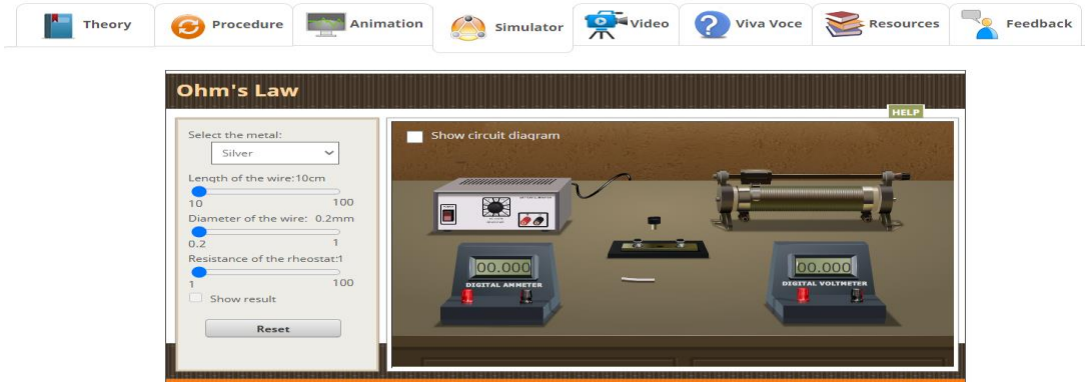 Theory
Procedure
Animation
Simulator
Video
Viva Voce
Resources
Feedback
Ohm's Law
HELP
Select the metal:
Silver
Length of the wire:10cm
10 100
Diameter of the wire: 0.2mm
0.2 1
Resistance of the rheostat:1
1 100
Show result
Reset
Show circuit diagram
00.000
DIGITAL AMMETER
00.000
DIGITAL VOLTMETER